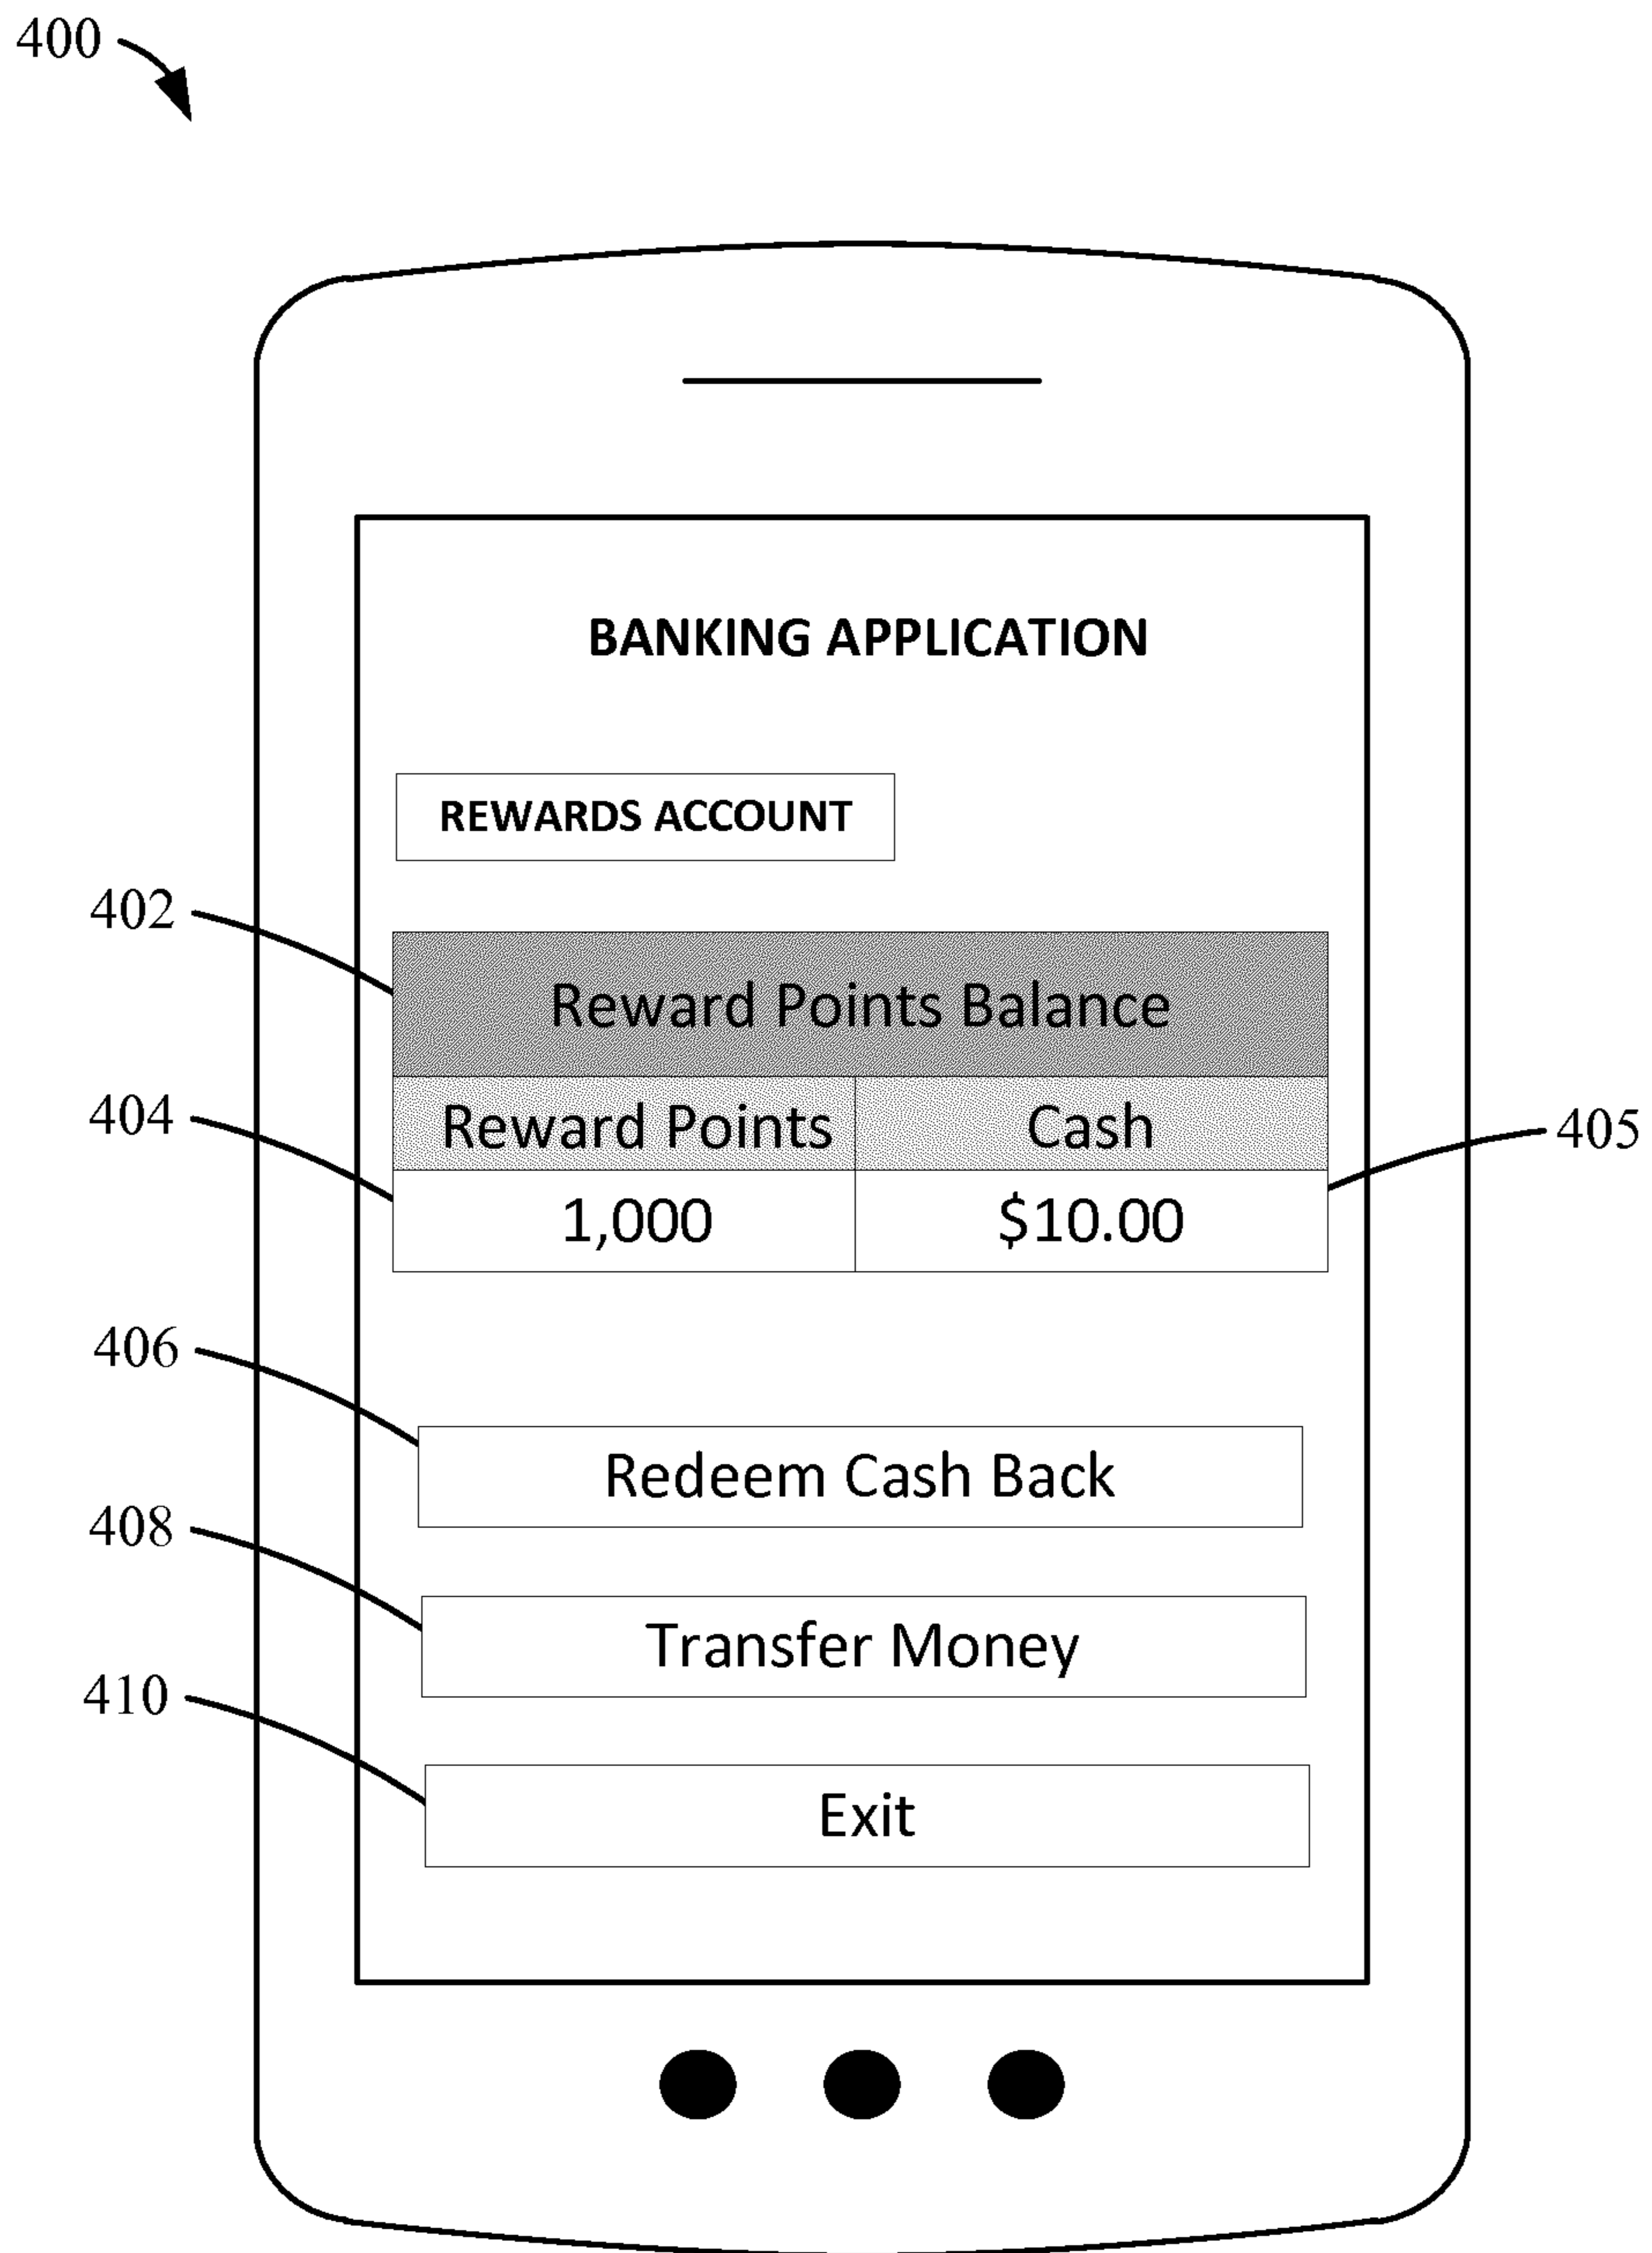 400
BANKING APPLICATION
REWARDS ACCOUNT
402
Reward Points Balance
404
Reward Points Cash
405
1,000 $10.00
406
Redeem Cash Back
408
Transfer Money
410
Exit